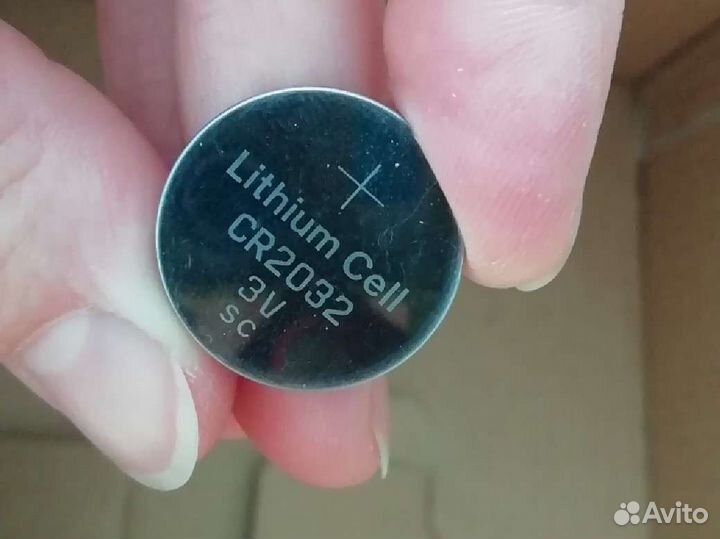 +
Lithium Cell
CR2032
3V
SC
Avito